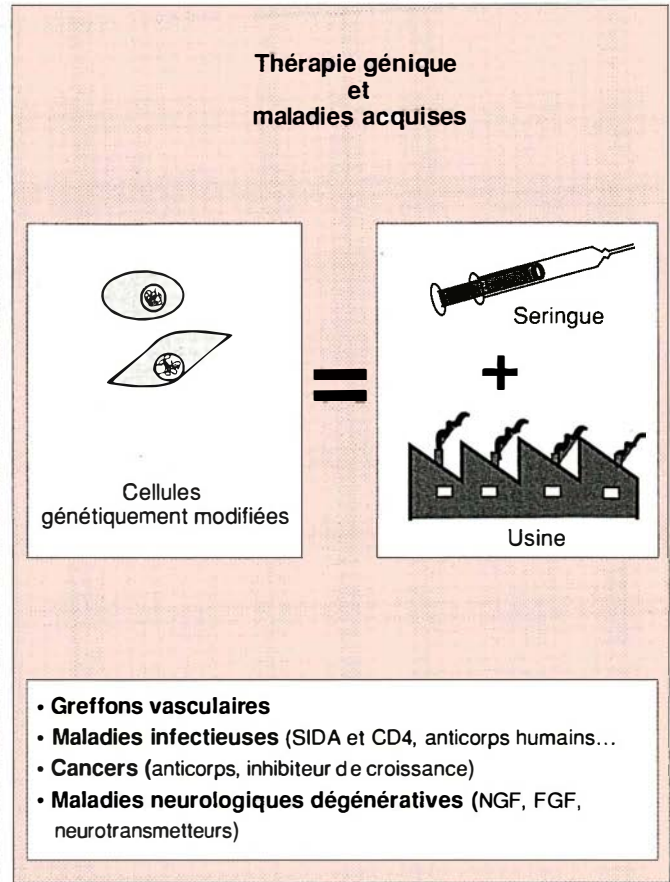 Thérapie génique
et
maladies acquises
Cellules
génétiquement modifiées
=
Seringue
+
Usine
• Greffons vasculaires
• Maladies infectieuses (SIDA et CD4, anticorps humains...
• Cancers (anticorps, inhibiteur de croissance)
• Maladies neurologiques dégénératives (NGF, FGF,
neurotransmetteurs)